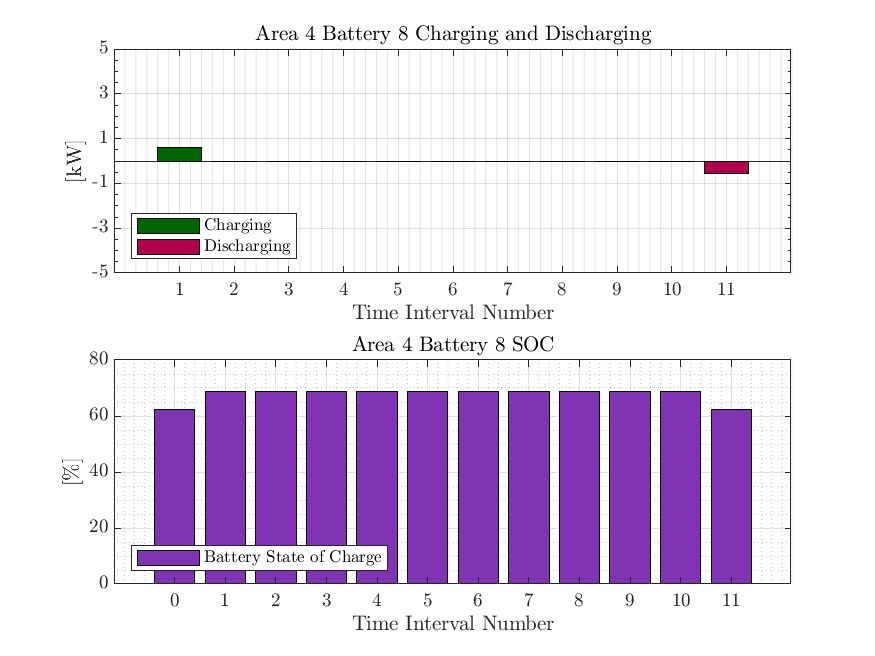 Area 4 Battery 8 Charging and Discharging
5
3
1
-1
-3
-5
[kW]
Charging
Discharging
1 2 3 4 5 6 7 8 9 10 11
Time Interval Number
Area 4 Battery 8 SOC
80
60
40
20
0
[%]
Battery State of Charge
0 1 2 3 4 5 6 7 8 9 10 11
Time Interval Number